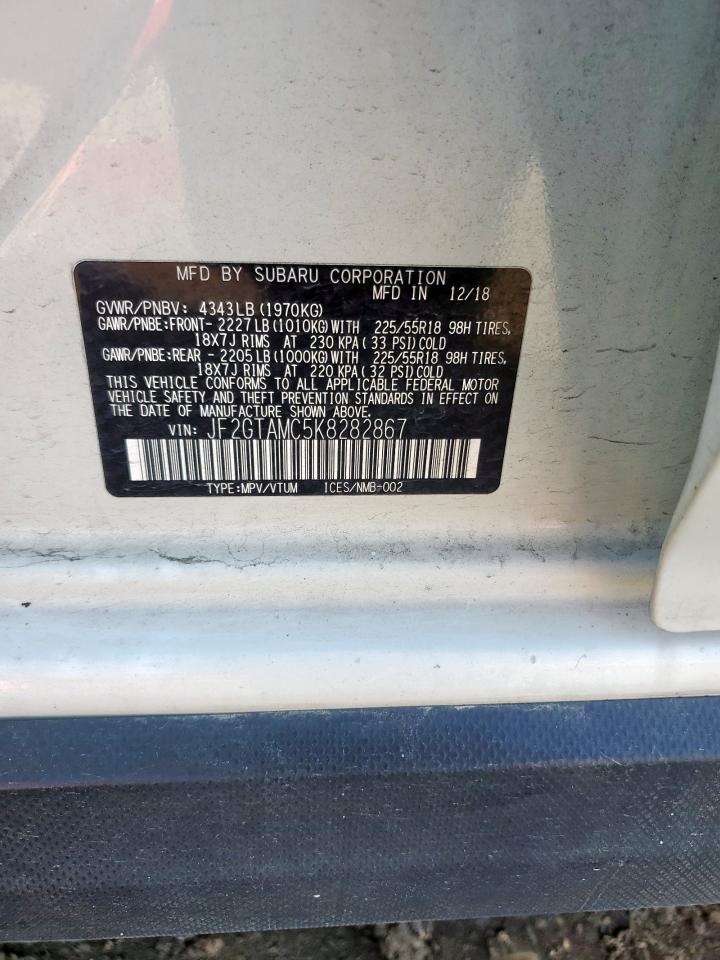 MFD BY SUBARU CORPORATION
MFD IN 12/18
GVWR/PNBV: 4343LB (1970KG)
GAWR/PNBE:FRONT- 2227LB (1010KG) WITH 225/55R18 98H TIRES,
18X7J RIMS AT 230 KPA (33 PSI) COLD
GAWR/PNBE:REAR - 2205LB (1000KG) WITH 225/55R18 98H TIRES,
18X7J RIMS AT 220 KPA (32 PSI) COLD
THIS VEHICLE CONFORMS TO ALL APPLICABLE FEDERAL MOTOR
VEHICLE SAFETY AND THEFT PREVENTION STANDARDS IN EFFECT ON
THE DATE OF MANUFACTURE SHOWN ABOVE.
VIN: JF2GTAMC5K8282867
TYPE:MPV/VTUM ICES/NMB-002